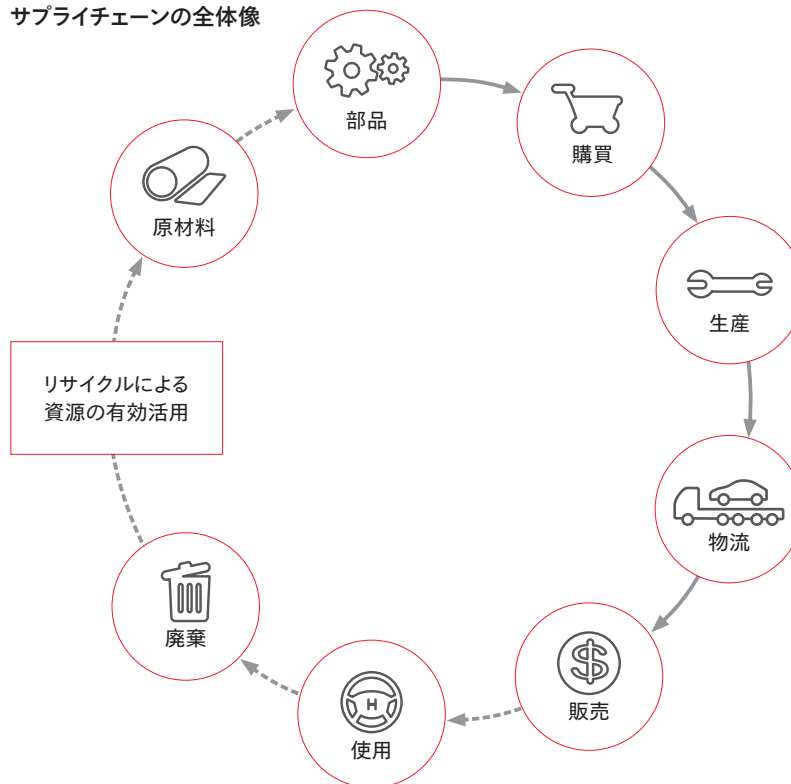 サプライチェーンの全体像
部品
購買
原材料
生産
リサイクルによる
資源の有効活用
物流
廃棄
販売
使用
H